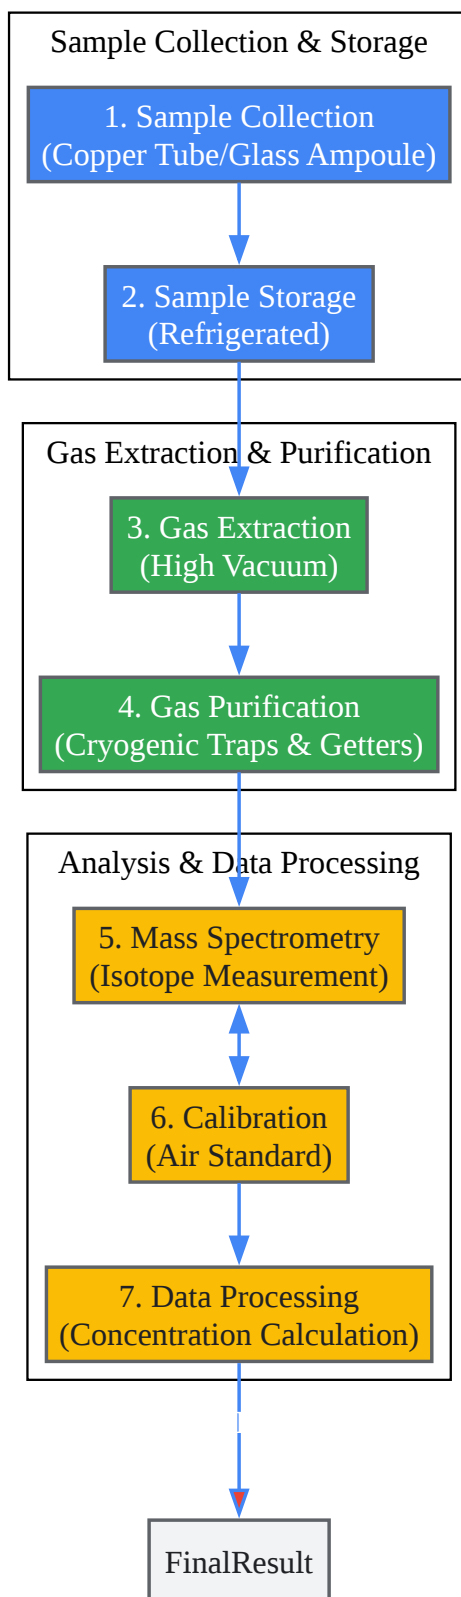 Sample Collection & Storage
1. Sample Collection
(Copper Tube/Glass Ampoule)
2. Sample Storage
(Refrigerated)
Gas Extraction & Purification
3. Gas Extraction
(High Vacuum)
4. Gas Purification
(Cryogenic Traps & Getters)
Analysis & Data Processing
5. Mass Spectrometry
(Isotope Measurement)
6. Calibration
(Air Standard)
7. Data Processing
(Concentration Calculation)
FinalResult